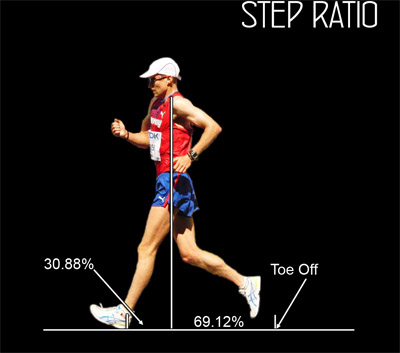 STEP RATIO
30.88%
Toe Off
69.12%